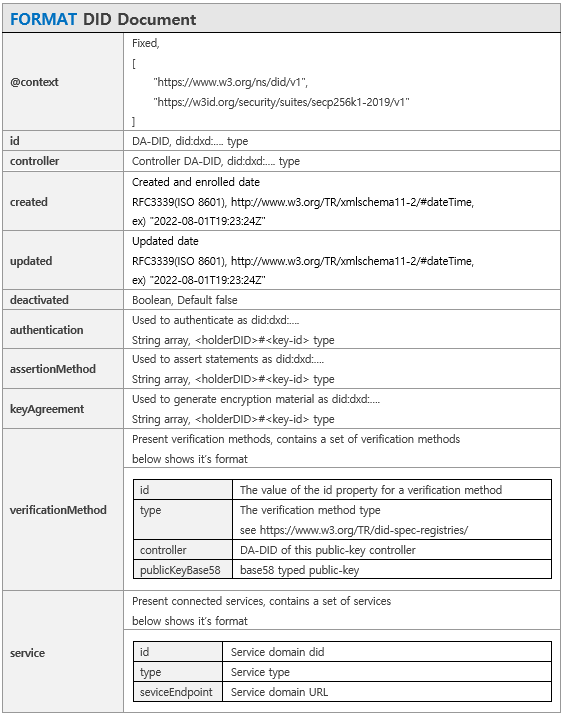 FORMAT DID Document
@context
Fixed,
[
"https://www.w3.org/ns/did/v1",
"https://w3id.org/security/suites/secp256k1-2019/v1"
]
id
DA-DID, did:dxd:.... type
controller
Controller DA-DID, did:dxd:.... type
created
Created and enrolled date
RFC3339(ISO 8601), http://www.w3.org/TR/xmlschema11-2/#dateTime,
ex) "2022-08-01T19:23:24Z"
updated
Updated date
RFC3339(ISO 8601), http://www.w3.org/TR/xmlschema11-2/#dateTime,
ex) "2022-08-01T19:23:24Z"
deactivated
Boolean, Default false
authentication
Used to authenticate as did:dxd:....
String array, <holderDID>#<key-id> type
assertionMethod
Used to assert statements as did:dxd:....
String array, <holderDID>#<key-id> type
keyAgreement
Used to generate encryption material as did:dxd:....
String array, <holderDID>#<key-id> type
verificationMethod
Present verification methods, contains a set of verification methods
below shows it's format
id
The value of the id property for a verification method
type
The verification method type
see https://www.w3.org/TR/did-spec-registries/
controller
DA-DID of this public-key controller
publicKeyBase58
base58 typed public-key
service
Present connected services, contains a set of services
below shows it's format
id
Service domain did
type
Service type
seviceEndpoint
Service domain URL